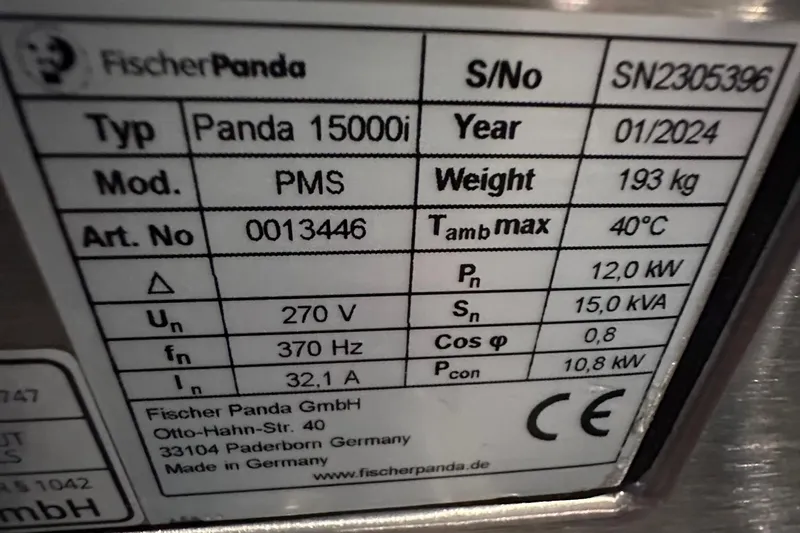 FischerPanda S/No SN2305396
Typ Panda 15000i Year 01/2024
Mod. PMS Weight 193 kg
Art. No 0013446 Tamb max 40°C
△ Pn 12,0 kW
Un 270 V Sn 15,0 kVA
fn 370 Hz Cos φ 0,8
In 32,1 A Pcon 10,8 kW
Fischer Panda GmbH
Otto-Hahn-Str. 40
33104 Paderborn Germany
Made in Germany
www.fischerpanda.de
CE
747
S 1042
mbH